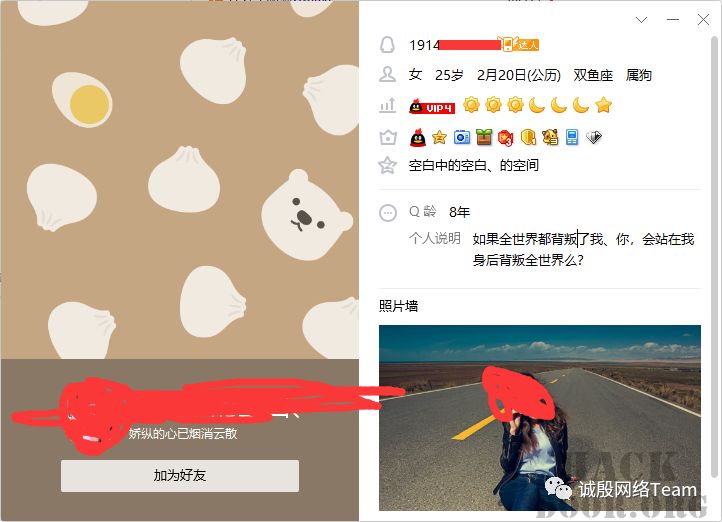 1914
达人
女 25岁 2月20日(公历) 双鱼座 属狗
VIP4
3
空白中的空白、的空间
Q 龄 8年
个人说明 如果全世界都背叛了我、你，会站在我
身后背叛全世界么？
照片墙
娇纵的心已烟消云散
加为好友
诚殷网络Team
HACK
DOOR.ORG